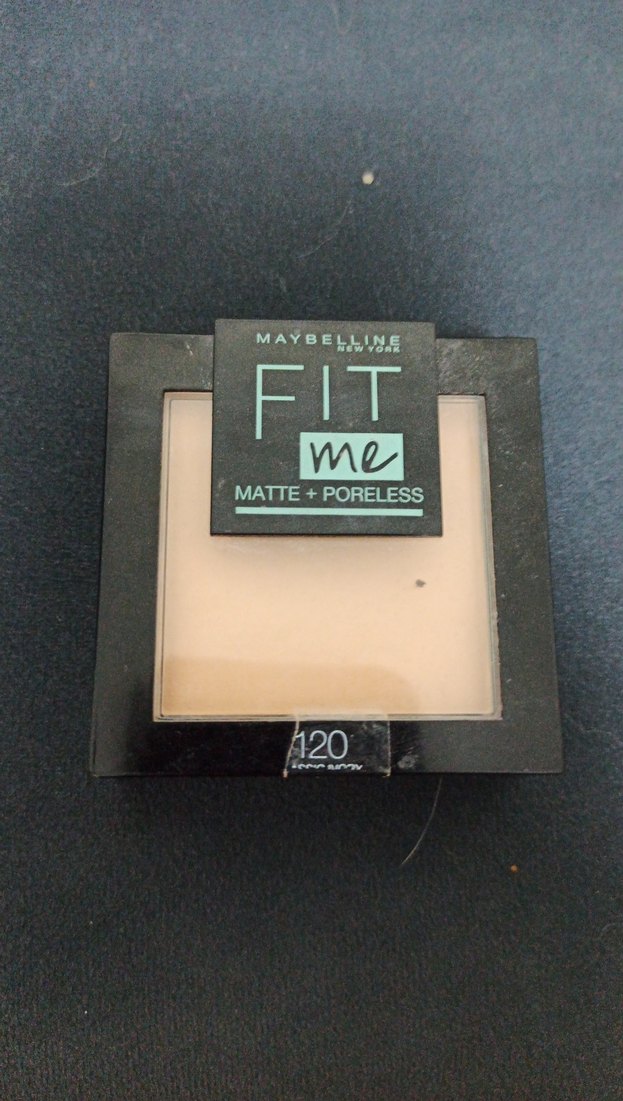 MAYBELLINE
NEW YORK
FIT
me
MATTE + PORELESS
120